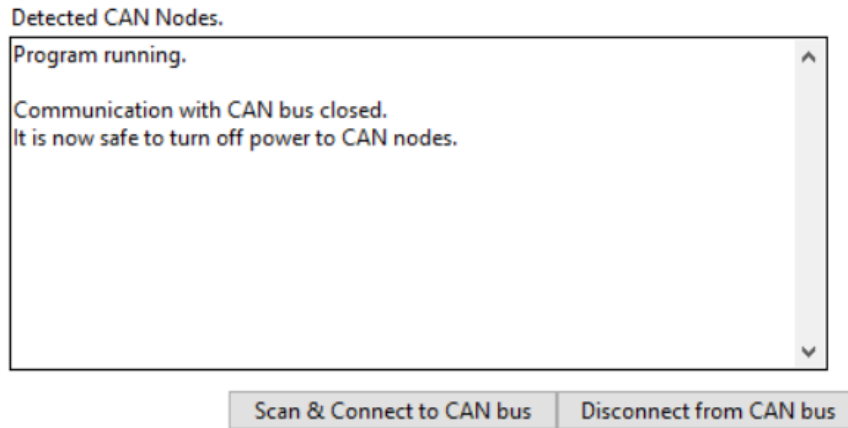 Detected CAN Nodes.
Program running.
Communication with CAN bus closed.
It is now safe to turn off power to CAN nodes.
Scan & Connect to CAN bus
Disconnect from CAN bus